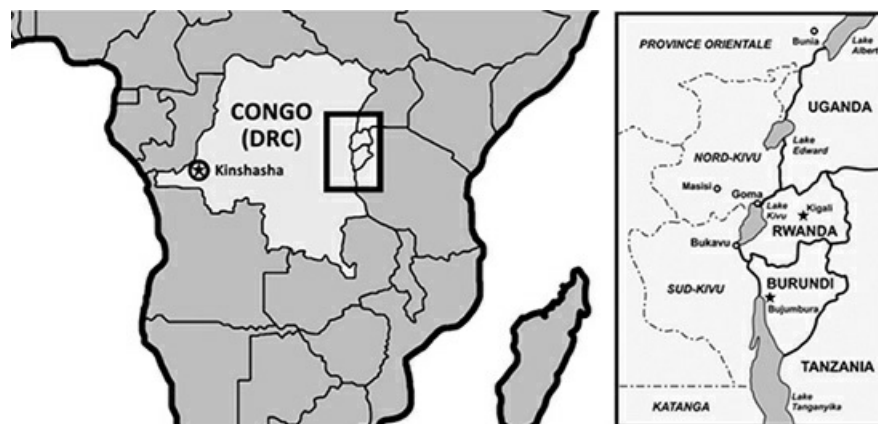 CONGO
(DRC)
Kinshasha
PROVINCE ORIENTALE
Bunia
Lake
Albert
UGANDA
Lake
Edward
NORD-KIVU
Masisi
Goma
Lake
Kivu
Kigali
RWANDA
Bukavu
SUD-KIVU
BURUNDI
Bujumbura
TANZANIA
Lake
Tanganyika
KATANGA